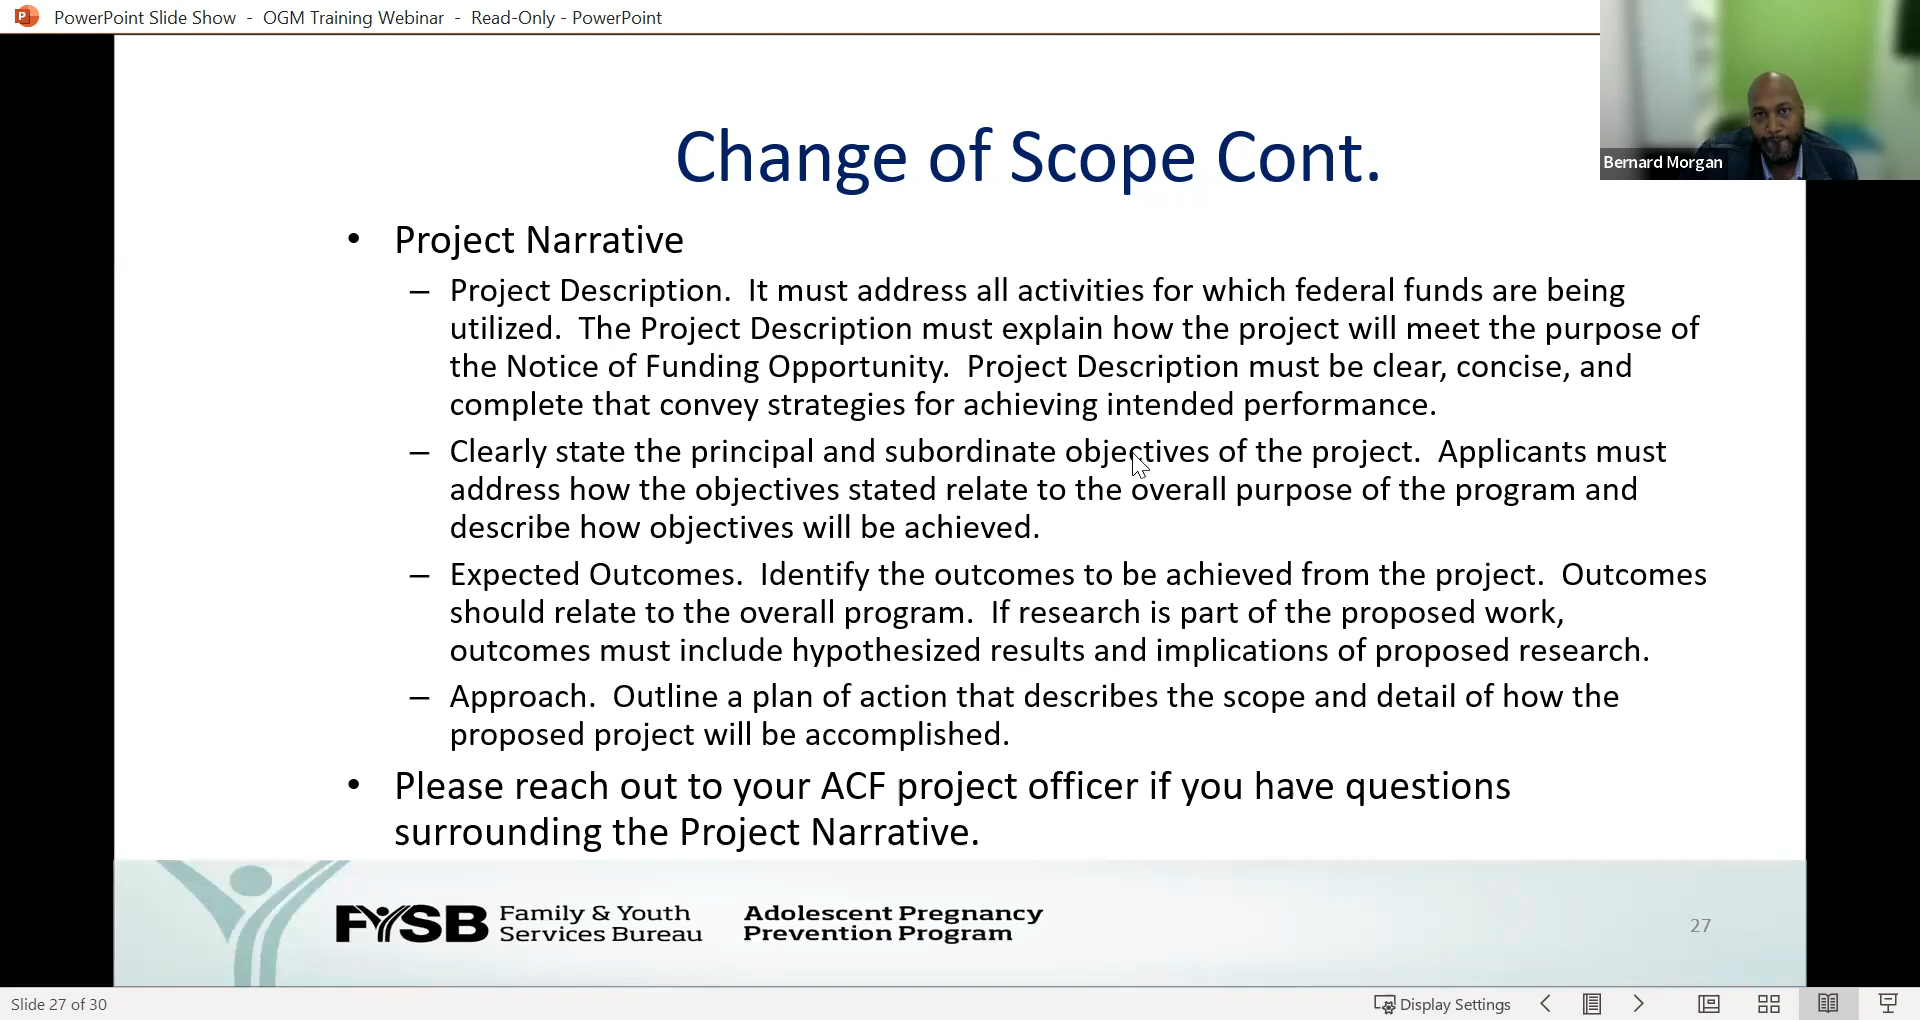 PowerPoint Slide Show - OGM Training Webinar - Read-Only - PowerPoint
Bernard Morgan
Change of Scope Cont.
• Project Narrative
– Project Description. It must address all activities for which federal funds are being
utilized. The Project Description must explain how the project will meet the purpose of
the Notice of Funding Opportunity. Project Description must be clear, concise, and
complete that convey strategies for achieving intended performance.
– Clearly state the principal and subordinate objectives of the project. Applicants must
address how the objectives stated relate to the overall purpose of the program and
describe how objectives will be achieved.
– Expected Outcomes. Identify the outcomes to be achieved from the project. Outcomes
should relate to the overall program. If research is part of the proposed work,
outcomes must include hypothesized results and implications of proposed research.
– Approach. Outline a plan of action that describes the scope and detail of how the
proposed project will be accomplished.
• Please reach out to your ACF project officer if you have questions
surrounding the Project Narrative.
FYSB Family & Youth
Services Bureau
Adolescent Pregnancy
Prevention Program
27
Slide 27 of 30
Display Settings